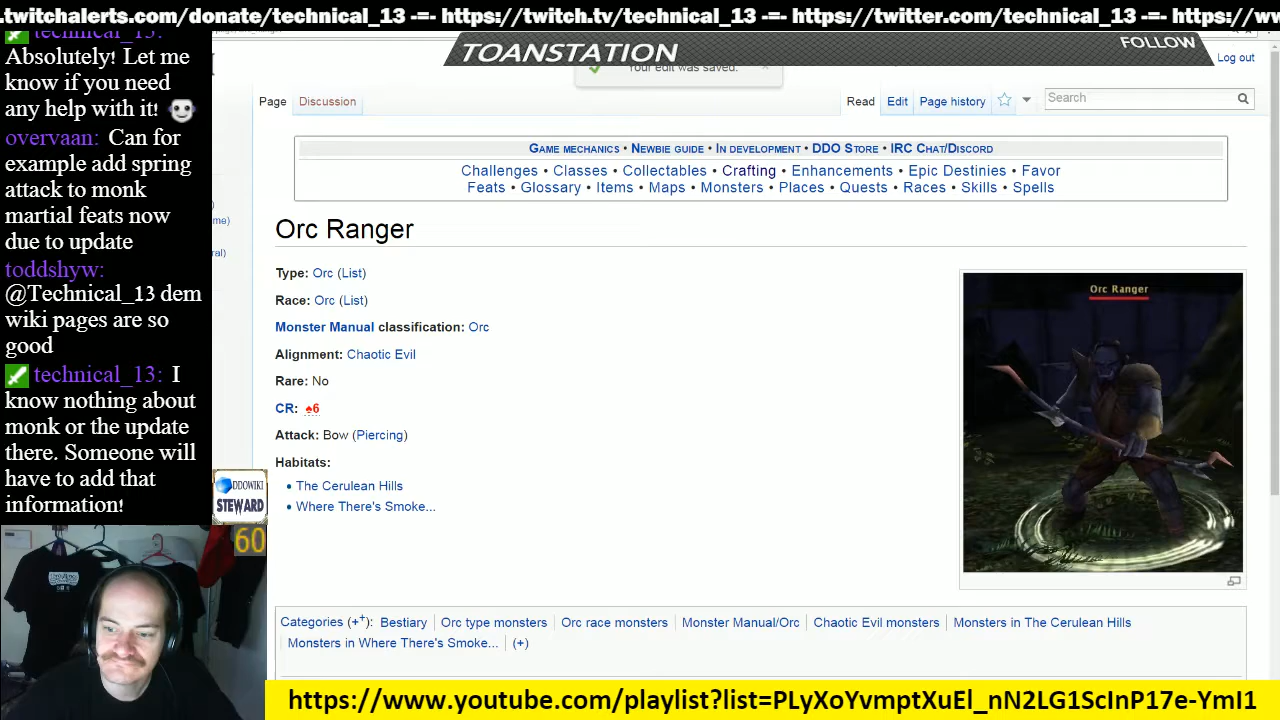 .twitchalerts.com/donate/technical_13 -=- https://twitch.tv/technical_13 -=- https://twitter.com/technical_13 -=- https://ww
technical_13:
Absolutely! Let me
know if you need
any help with it!
overvaan: Can for
example add spring
attack to monk
martial feats now
due to update
toddshyw:
@Technical_13 dem
wiki pages are so
good
technical_13: I
know nothing about
monk or the update
there. Someone will
have to add that
information!
TOANSTATION
FOLLOW
Log out
Your edit was saved.
Page Discussion
Read Edit Page history
Search
me)
ral)
Game mechanics • Newbie guide • In development • DDO Store • IRC Chat/Discord
Challenges • Classes • Collectables • Crafting • Enhancements • Epic Destinies • Favor
Feats • Glossary • Items • Maps • Monsters • Places • Quests • Races • Skills • Spells
Orc Ranger
Type: Orc (List)
Race: Orc (List)
Monster Manual classification: Orc
Alignment: Chaotic Evil
Rare: No
CR: ♠6
Attack: Bow (Piercing)
Habitats:
• The Cerulean Hills
• Where There's Smoke...
Orc Ranger
DDOWIKI
STEWARD
60
Categories (+⁺): Bestiary | Orc type monsters | Orc race monsters | Monster Manual/Orc | Chaotic Evil monsters | Monsters in The Cerulean Hills
Monsters in Where There's Smoke... | (+)
https://www.youtube.com/playlist?list=PLyXoYvmptXuEl_nN2LG1ScInP17e-YmI1